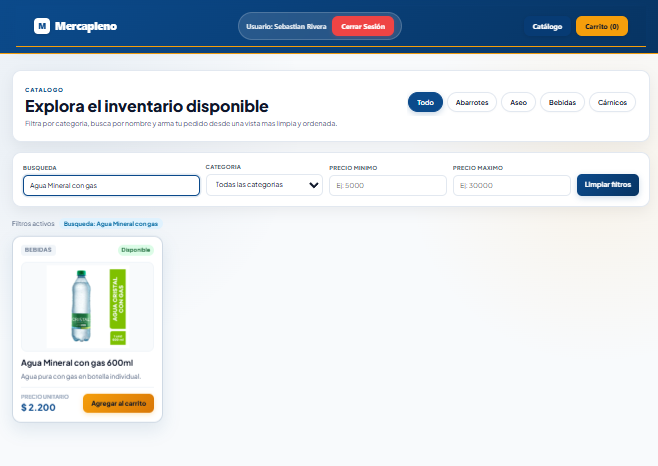 M Mercapleno
Usuario: Sebastian Rivera
Cerrar Sesión
Catálogo
Carrito (0)
CATALOGO
Explora el inventario disponible
Filtra por categoria, busca por nombre y arma tu pedido desde una vista mas limpia y ordenada.
Todo
Abarrotes
Aseo
Bebidas
Cárnicos
BUSQUEDA
CATEGORIA
PRECIO MINIMO
PRECIO MAXIMO
Agua Mineral con gas
Todas las categorias
Ej: 5000
Ej: 30000
Limpiar filtros
Filtros activos
Busqueda: Agua Mineral con gas
BEBIDAS
Disponible
AGUA CRISTAL
CON GAS
Agua Mineral con gas 600ml
Agua pura con gas en botella individual.
PRECIO UNITARIO
$ 2.200
Agregar al carrito